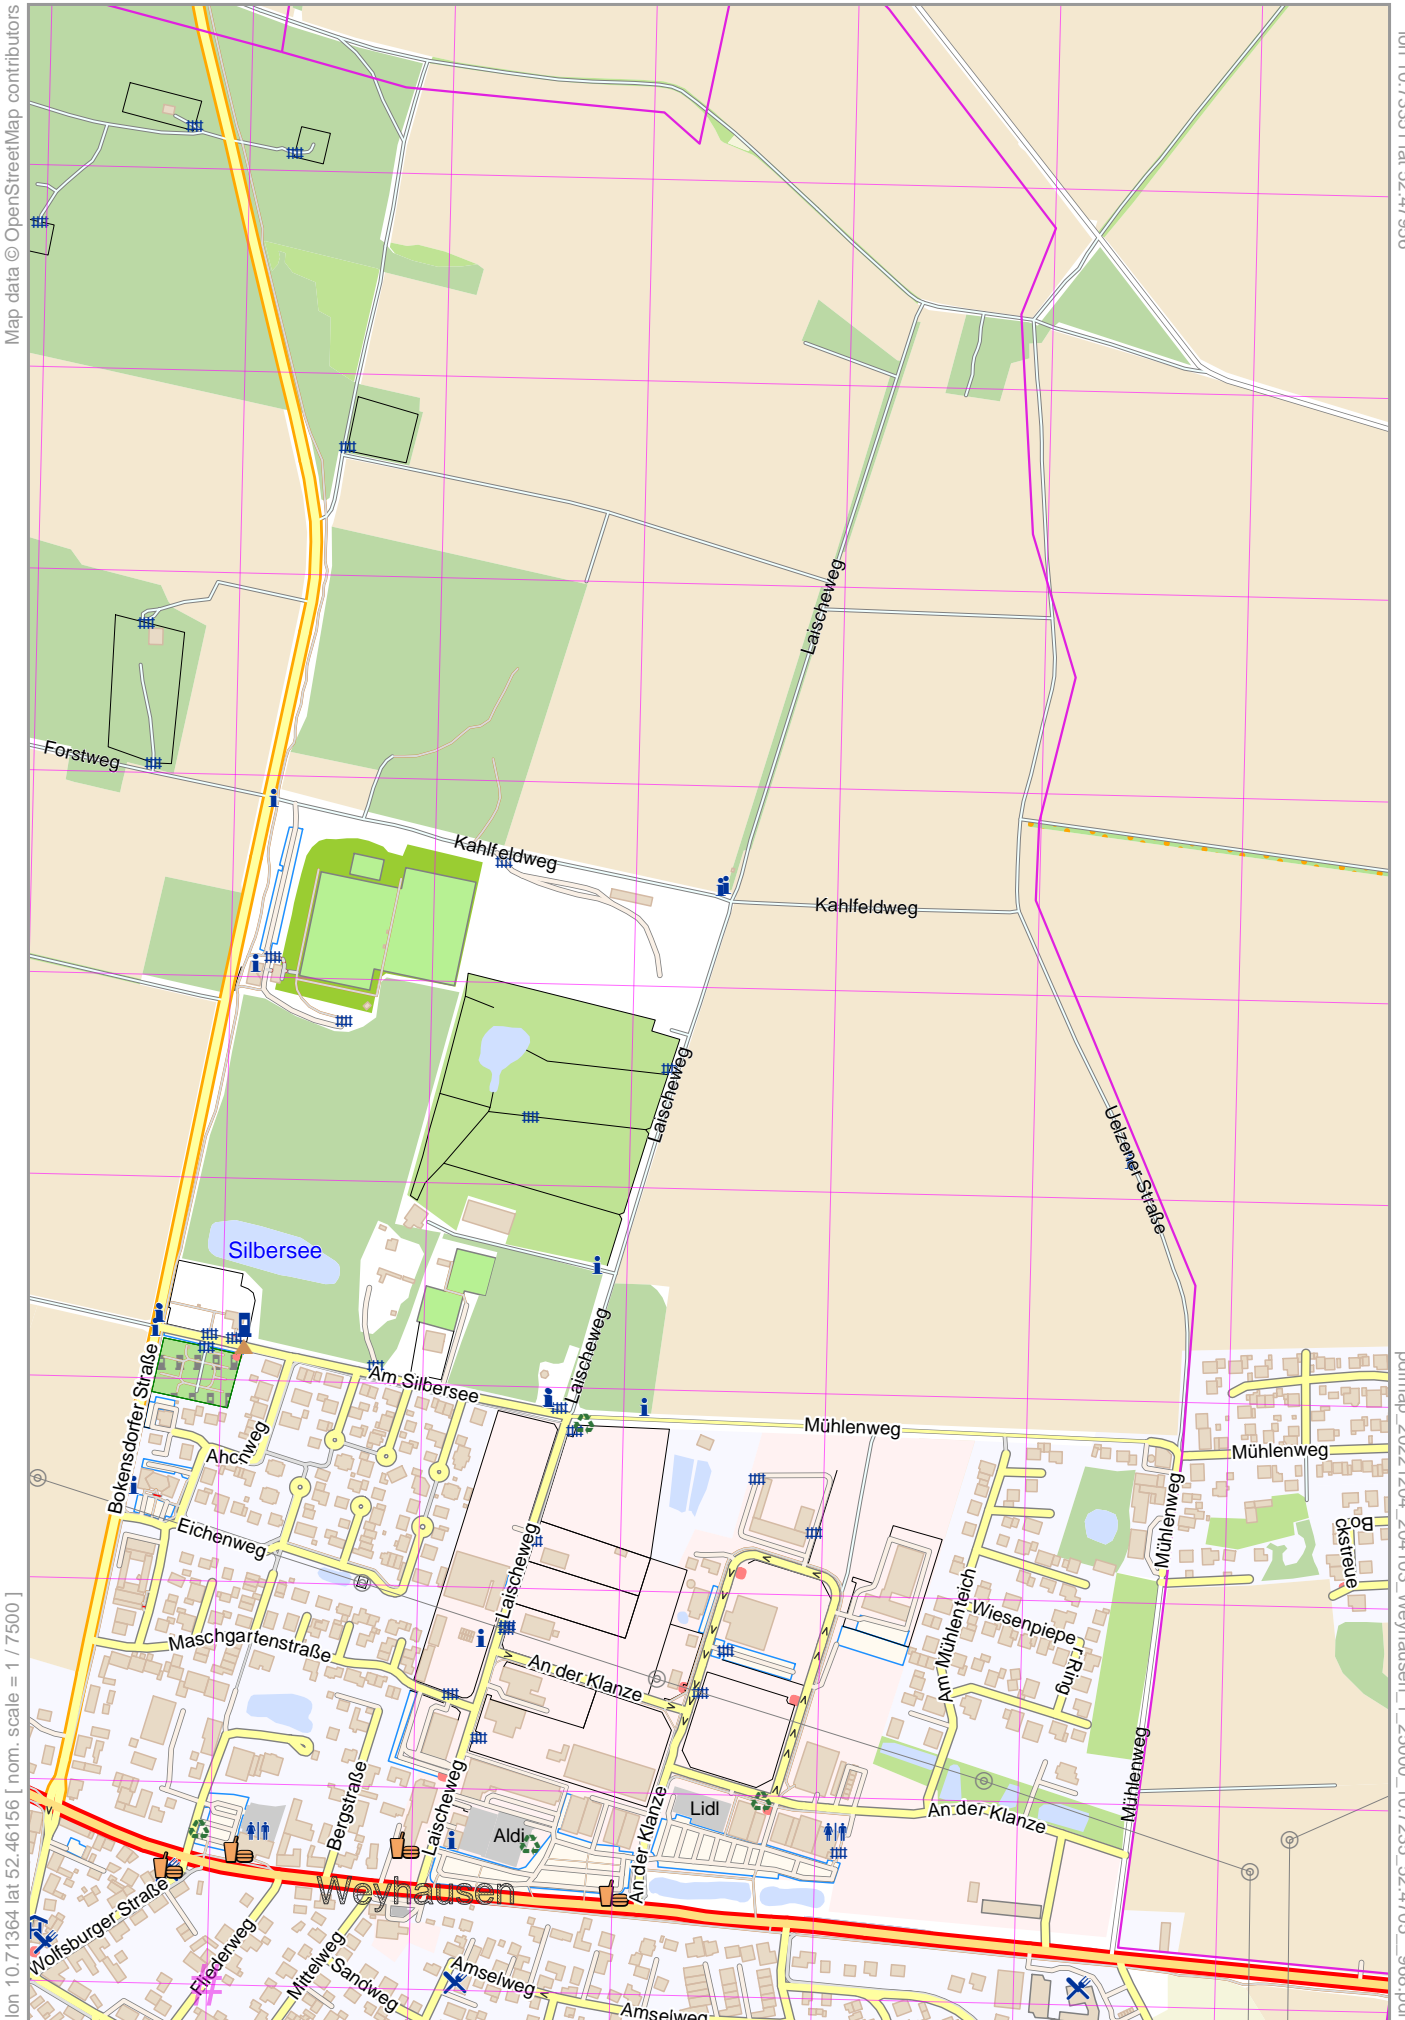 Map data © OpenStreetMap contributors
Forstweg
Laischeweg
Kahlfeldweg
Kahlfeldweg
Laischeweg
Uelzener Straße
Silbersee
Laischeweg
Am Silbersee
Bokensdorfer Straße
Mühlenweg
Mühlenweg
Mühlenweg
Eichenweg
Laischeweg
Am Mühlenteich
Wiesenpieper Ring
Maschgartenstraße
An der Klanze
Bergstraße
Laischeweg
Mühlenweg
Lidl
Aldi
An der Klanze
An der Klanze
Weyhausen
Wolfsburger Straße
Fliederweg
Mittelweg
Sandweg
Amselweg
Amselweg
lon 10.71364 lat 52.46156 [ nom. scale = 1 / 7500 ]